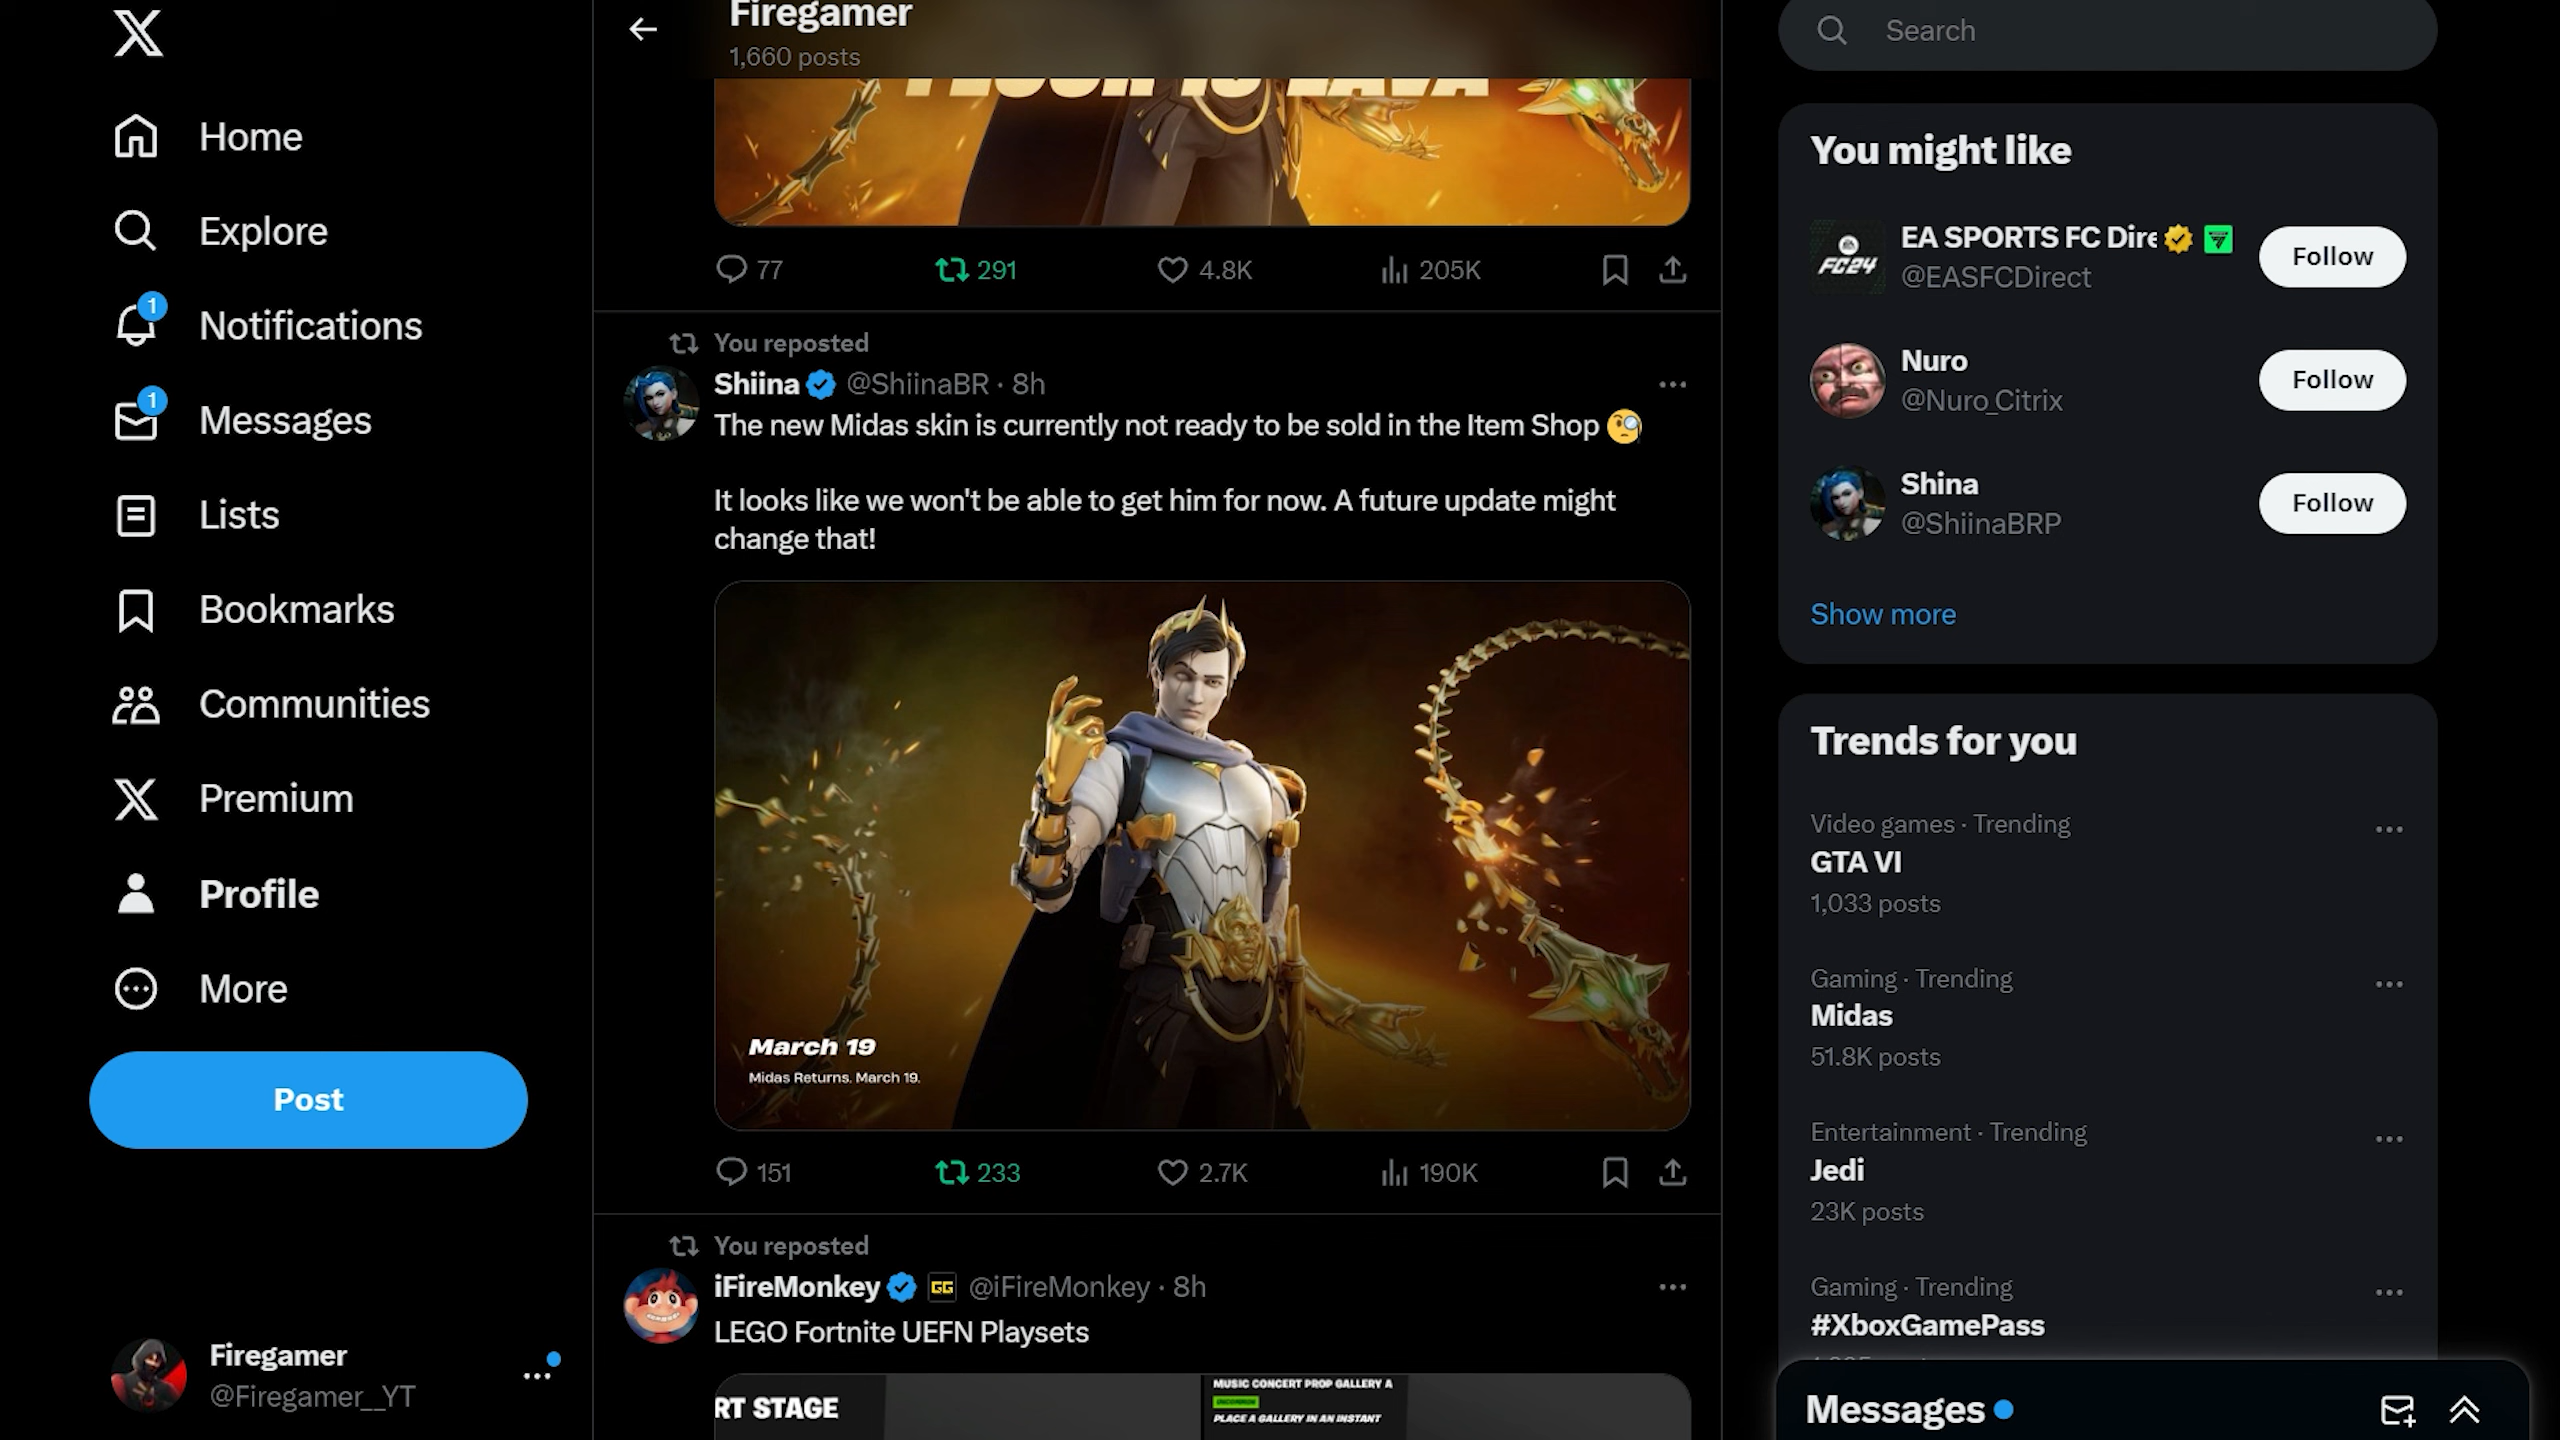 Home
Explore
1
Notifications
1
Messages
Lists
Bookmarks
Communities
Premium
Profile
More
Post
Firegamer
@Firegamer__YT
Firegamer
1,660 posts
FLOOR IS LAVA
77
291
4.8K
205K
You reposted
Shiina @ShiinaBR · 8h
The new Midas skin is currently not ready to be sold in the Item Shop 🧐
It looks like we won't be able to get him for now. A future update might
change that!
March 19
Midas Returns. March 19.
151
233
2.7K
190K
You reposted
iFireMonkey GG @iFireMonkey · 8h
LEGO Fortnite UEFN Playsets
RT STAGE
MUSIC CONCERT PROP GALLERY A
UNCOMMON
PLACE A GALLERY IN AN INSTANT
Search
You might like
FC24
EA SPORTS FC Dire
@EASFCDirect
Follow
Nuro
@Nuro_Citrix
Follow
Shina
@ShiinaBRP
Follow
Show more
Trends for you
Video games · Trending
GTA VI
1,033 posts
Gaming · Trending
Midas
51.8K posts
Entertainment · Trending
Jedi
23K posts
Gaming · Trending
#XboxGamePass
Messages